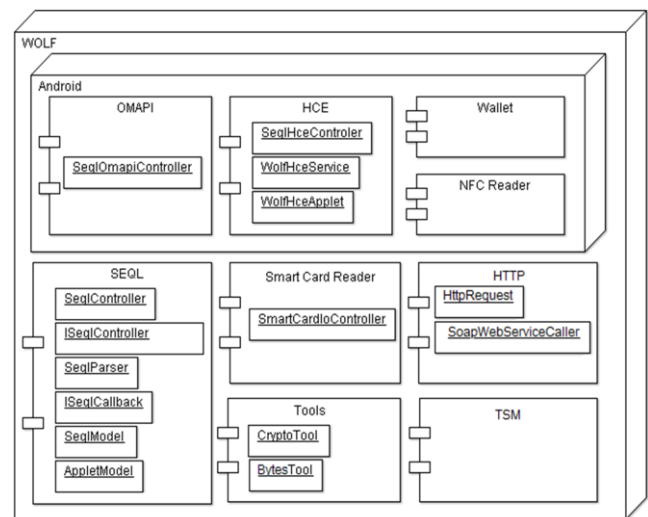 WOLF
Android
OMAPI
SeqlOmapiController
HCE
SeqlHceControler
WolfHceService
WolfHceApplet
Wallet
NFC Reader
SEQL
SeqlController
ISeqlController
SeqlParser
ISeqlCallback
SeqlModel
AppletModel
Smart Card Reader
SmartCardIoController
HTTP
HttpRequest
SoapWebServiceCaller
Tools
CryptoTool
BytesTool
TSM